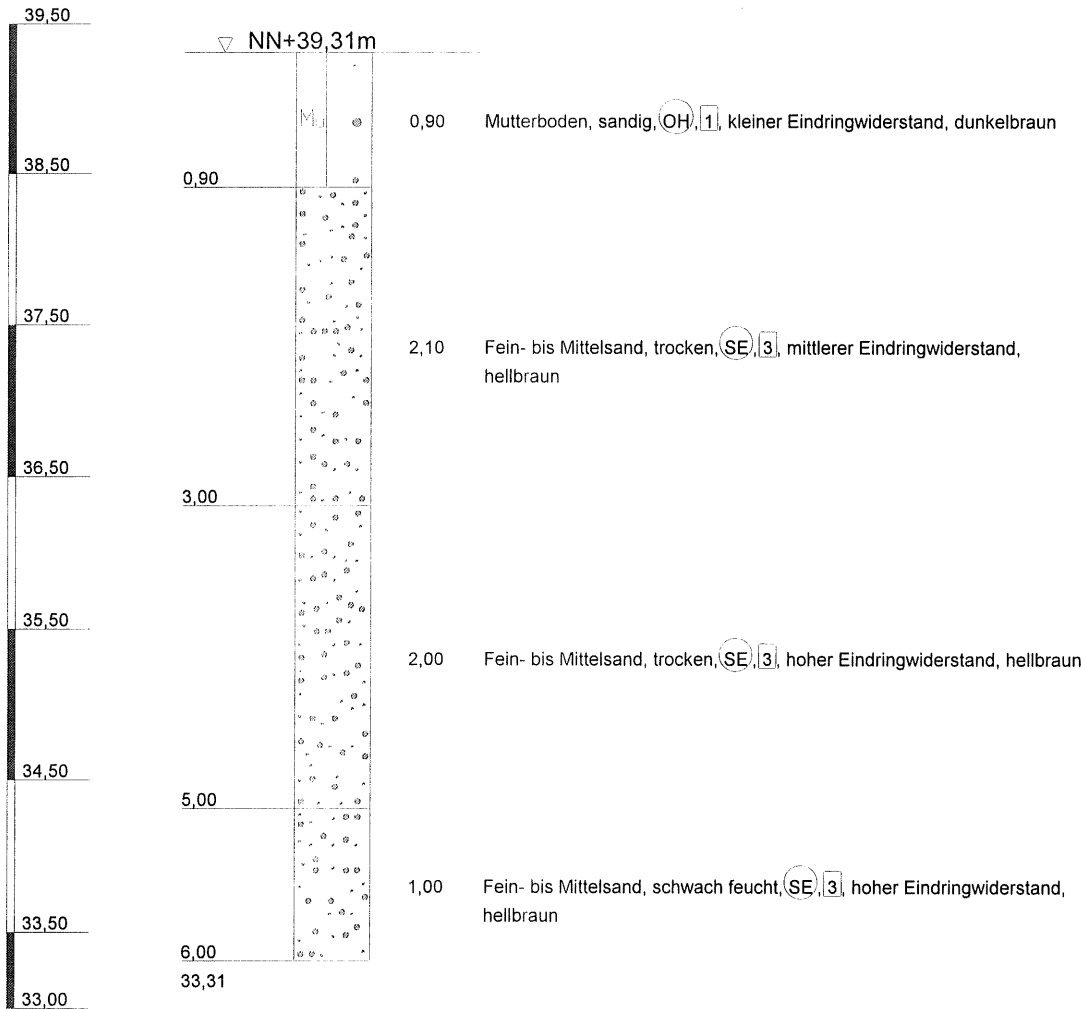 39,50
NN+39,31m
Mu
0,90 Mutterboden, sandig, OH, 1, kleiner Eindringwiderstand, dunkelbraun
38,50
0,90
37,50
2,10 Fein- bis Mittelsand, trocken, SE, 3, mittlerer Eindringwiderstand,
hellbraun
36,50
3,00
35,50
2,00 Fein- bis Mittelsand, trocken, SE, 3, hoher Eindringwiderstand, hellbraun
34,50
5,00
1,00 Fein- bis Mittelsand, schwach feucht, SE, 3, hoher Eindringwiderstand,
hellbraun
33,50
6,00
33,31
33,00